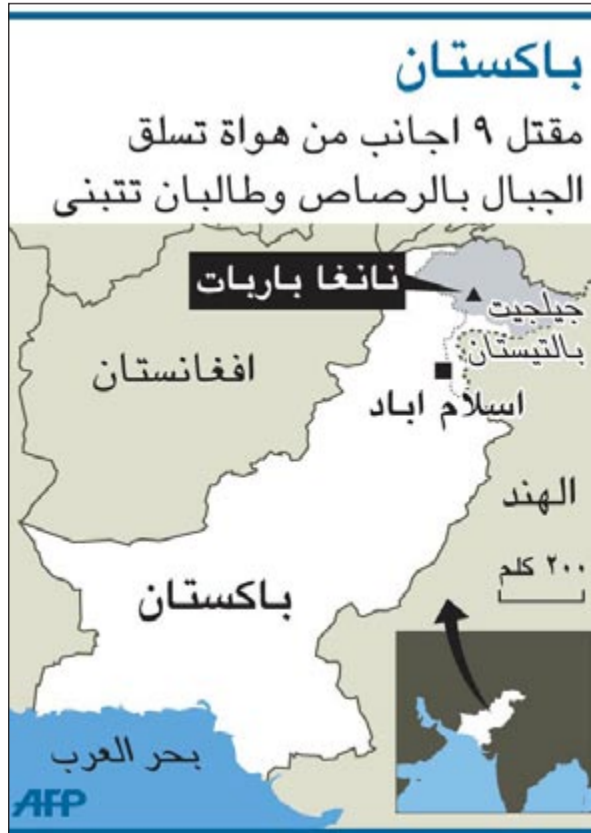 باكستان
مقتل ٩ اجانب من هواة تسلق
الجبال بالرصاص وطالبان تتبنى
نانغا باربات
جيلجيت
بالتيستان
افغانستان
اسلام اباد
الهند
٢٠٠ كلم
باكستان
بحر العرب
AFP